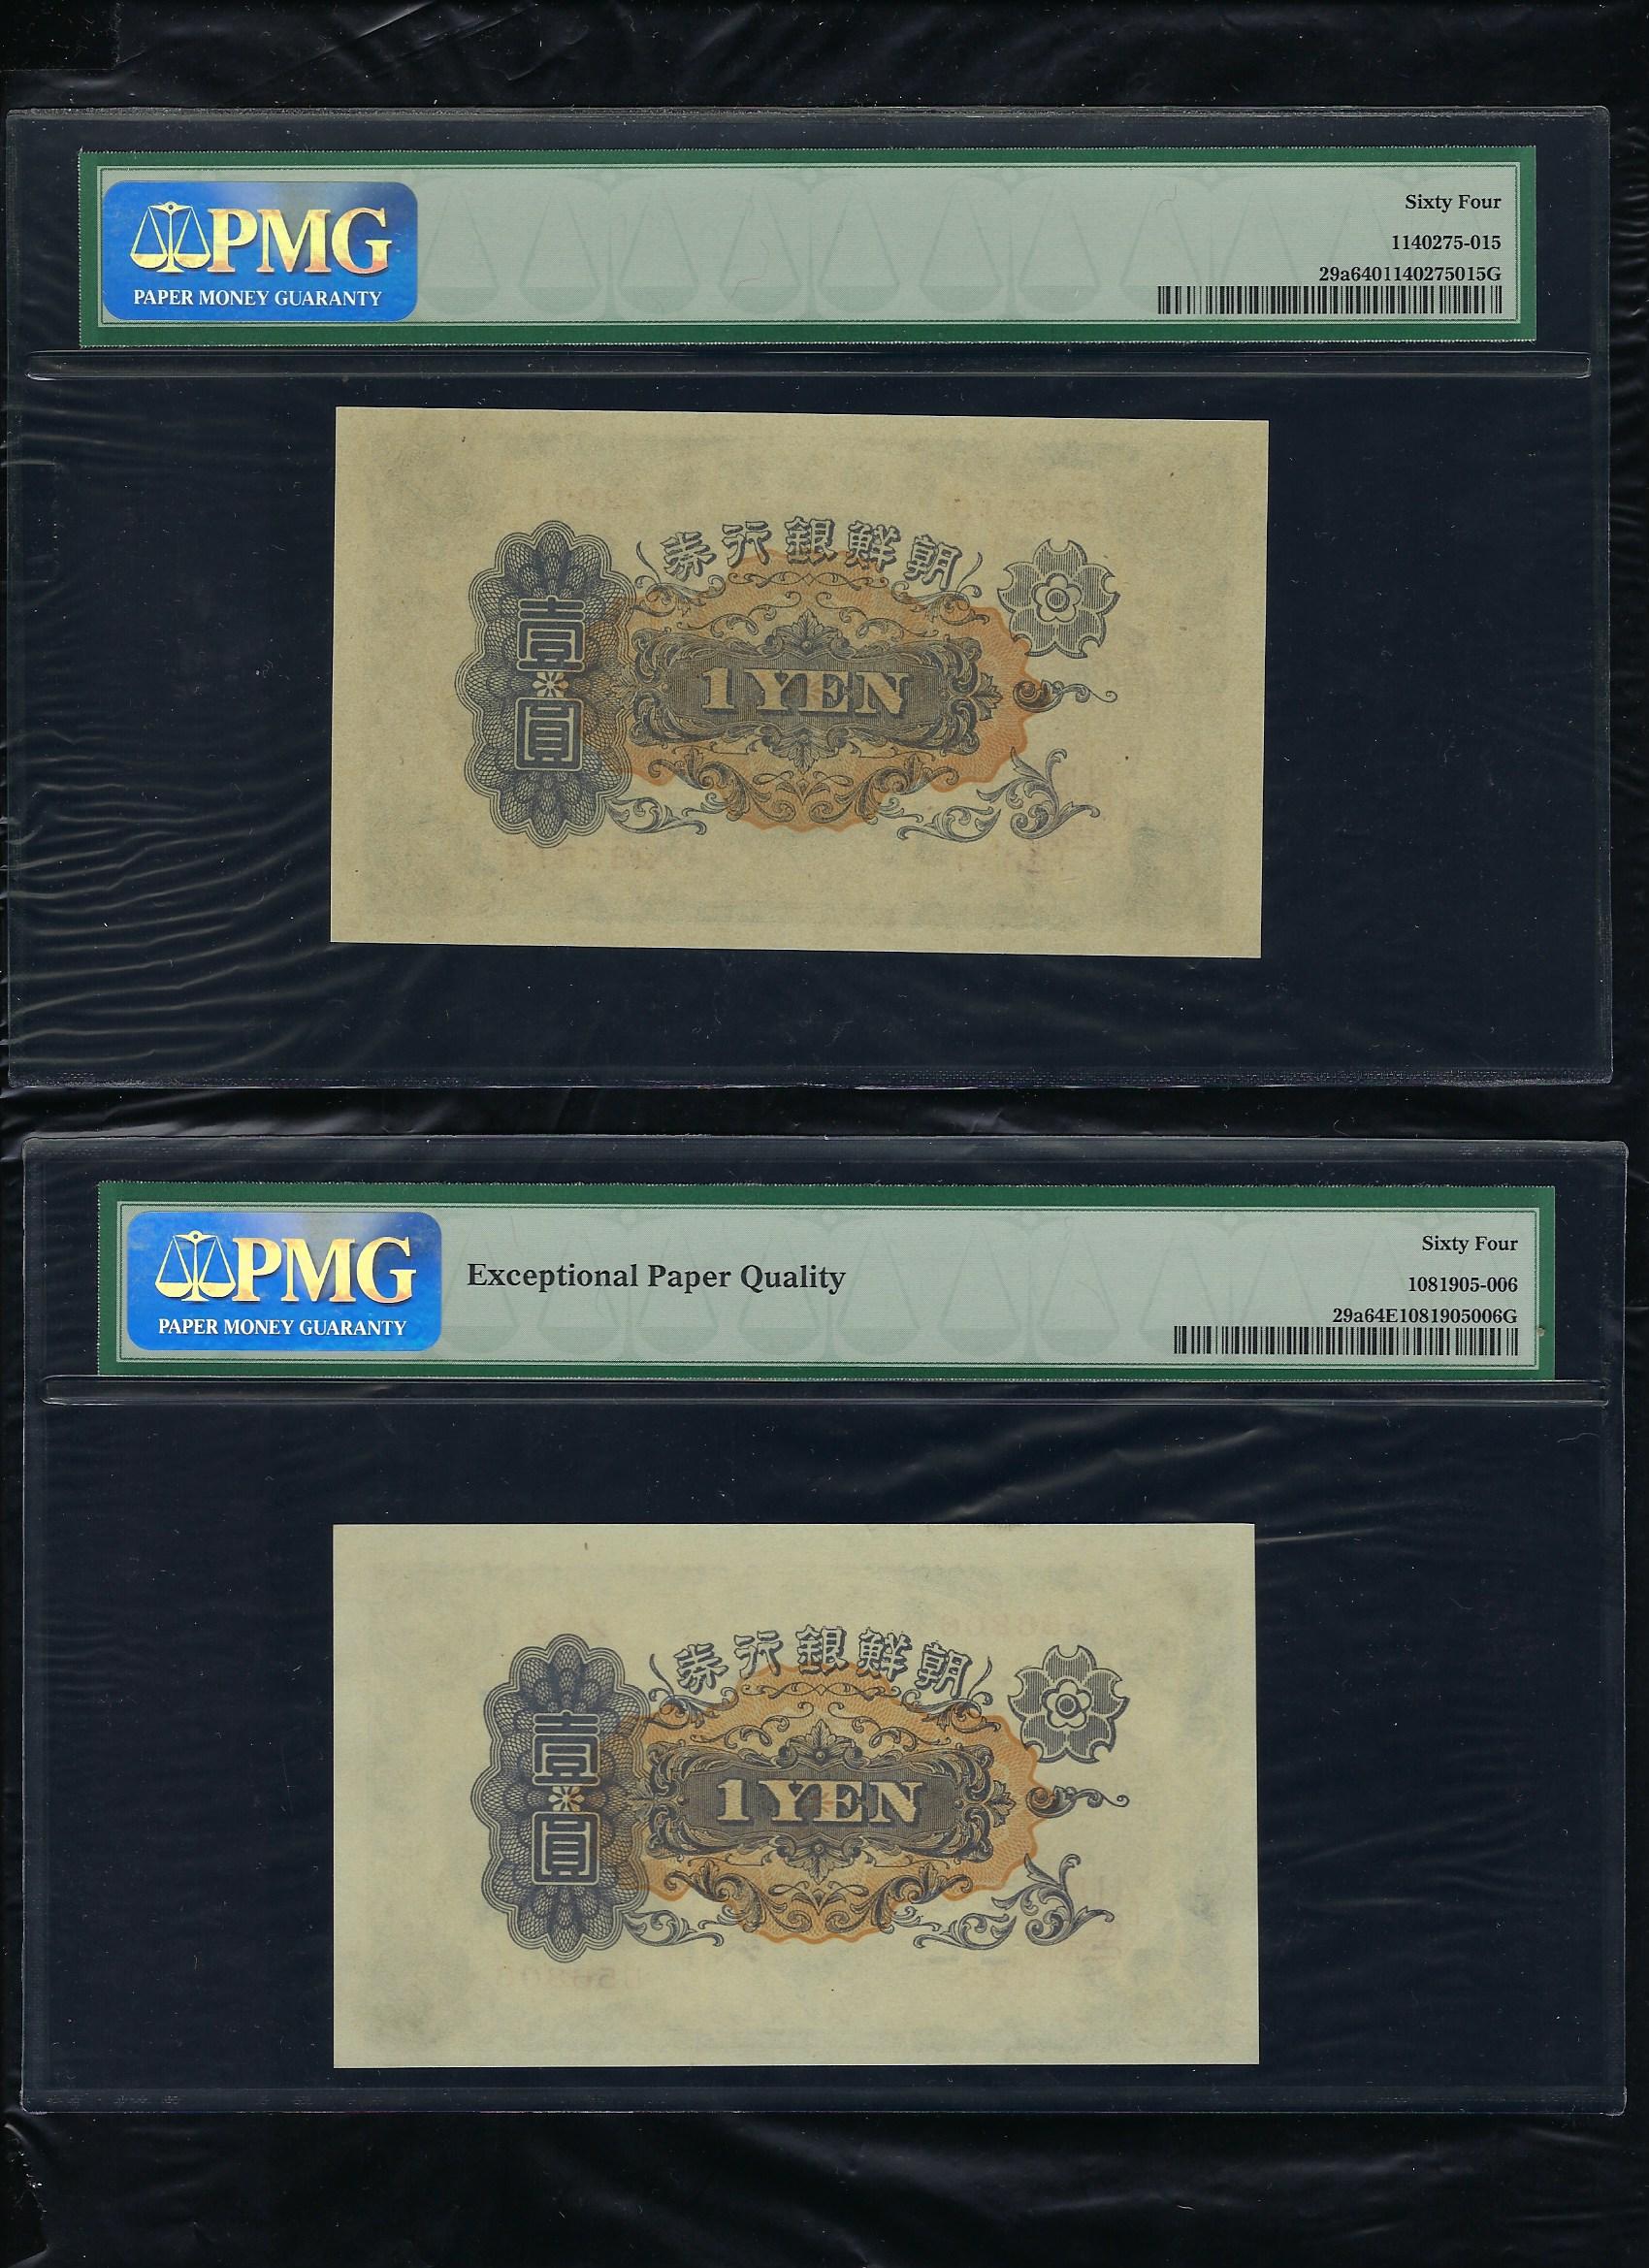 PMG
PAPER MONEY GUARANTY
Sixty Four
1140275-015
29a6401140275015G
券行銀鮮朝
壹圓
1 YEN
PMG
PAPER MONEY GUARANTY
Exceptional Paper Quality
Sixty Four
1081905-006
29a64E1081905006G
券行銀鮮朝
壹圓
1 YEN